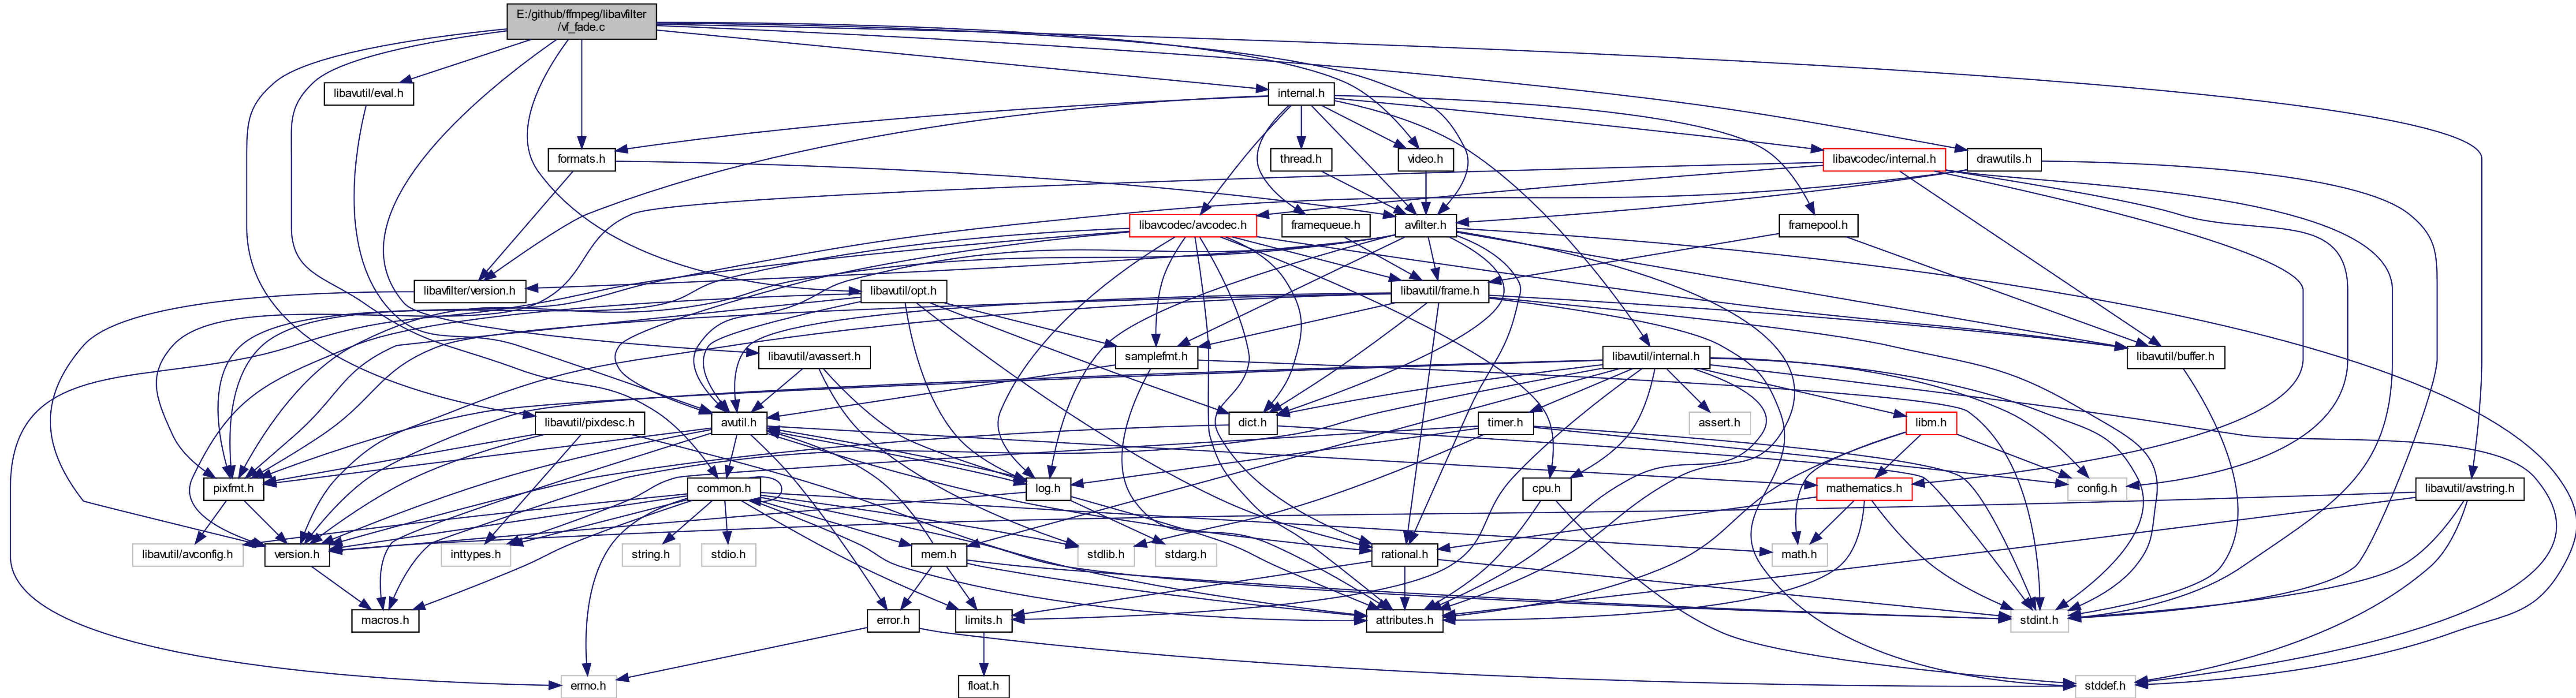 E:/github/ffmpeg/libavfilter
/vf_fade.c
libavutil/eval.h
internal.h
formats.h
thread.h
video.h
libavcodec/internal.h
drawutils.h
libavcodec/avcodec.h
framequeue.h
avfilter.h
framepool.h
libavfilter/version.h
libavutil/opt.h
libavutil/frame.h
libavutil/avassert.h
samplefmt.h
libavutil/internal.h
libavutil/buffer.h
libavutil/pixdesc.h
avutil.h
dict.h
timer.h
assert.h
libm.h
pixfmt.h
common.h
log.h
cpu.h
mathematics.h
config.h
libavutil/avstring.h
libavutil/avconfig.h
version.h
inttypes.h
string.h
stdio.h
mem.h
stdlib.h
stdarg.h
rational.h
math.h
macros.h
error.h
limits.h
attributes.h
stdint.h
errno.h
float.h
stddef.h